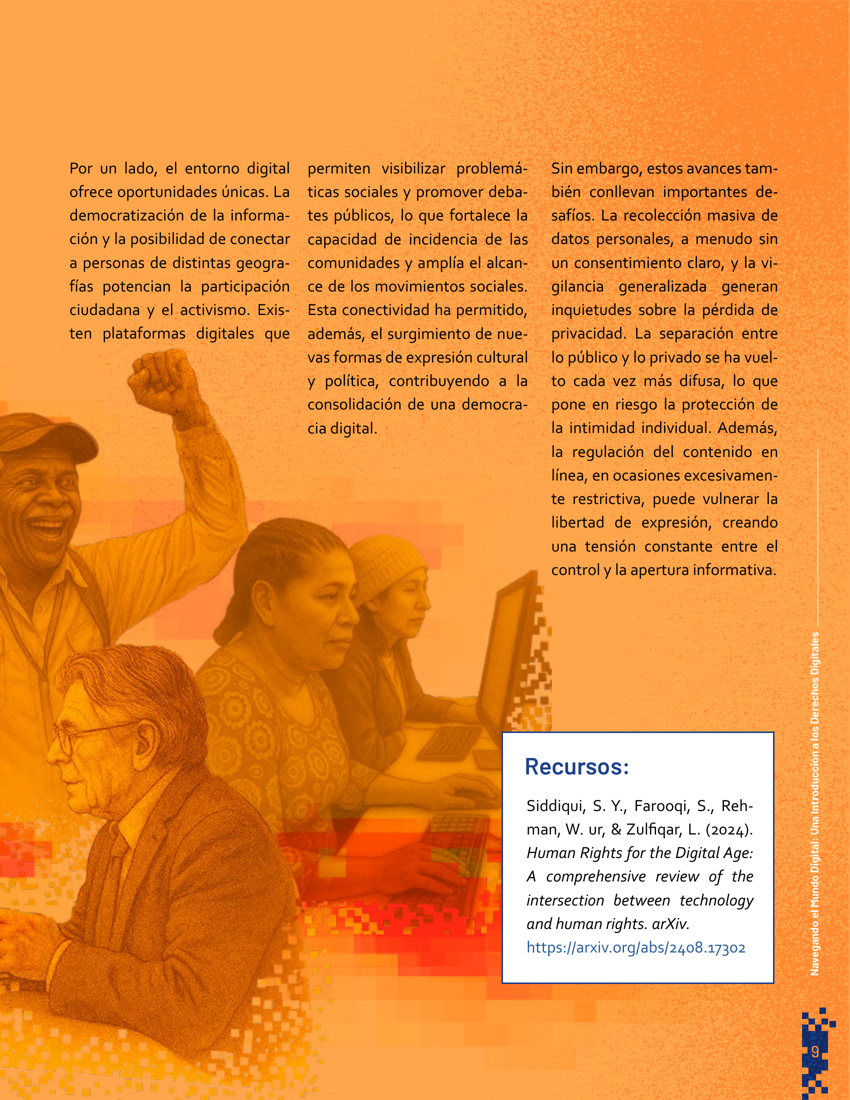 Por un lado, el entorno digital
ofrece oportunidades únicas. La
democratización de la informa-
ción y la posibilidad de conectar
a personas de distintas geogra-
fías potencian la participación
ciudadana y el activismo. Exis-
ten plataformas digitales que
permiten visibilizar problemá-
ticas sociales y promover deba-
tes públicos, lo que fortalece la
capacidad de incidencia de las
comunidades y amplía el alcan-
ce de los movimientos sociales.
Esta conectividad ha permitido,
además, el surgimiento de nue-
vas formas de expresión cultural
y política, contribuyendo a la
consolidación de una democra-
cia digital.
Sin embargo, estos avances tam-
bién conllevan importantes de-
safíos. La recolección masiva de
datos personales, a menudo sin
un consentimiento claro, y la vi-
gilancia generalizada generan
inquietudes sobre la pérdida de
privacidad. La separación entre
lo público y lo privado se ha vuel-
to cada vez más difusa, lo que
pone en riesgo la protección de
la intimidad individual. Además,
la regulación del contenido en
línea, en ocasiones excesivamen-
te restrictiva, puede vulnerar la
libertad de expresión, creando
una tensión constante entre el
control y la apertura informativa.
Recursos:
Siddiqui, S. Y., Farooqi, S., Reh-
man, W. ur, & Zulfiqar, L. (2024).
Human Rights for the Digital Age:
A comprehensive review of the
intersection between technology
and human rights. arXiv.
https://arxiv.org/abs/2408.17302
Navegando el Mundo Digital: Una Introducción a los Derechos Digitales
9